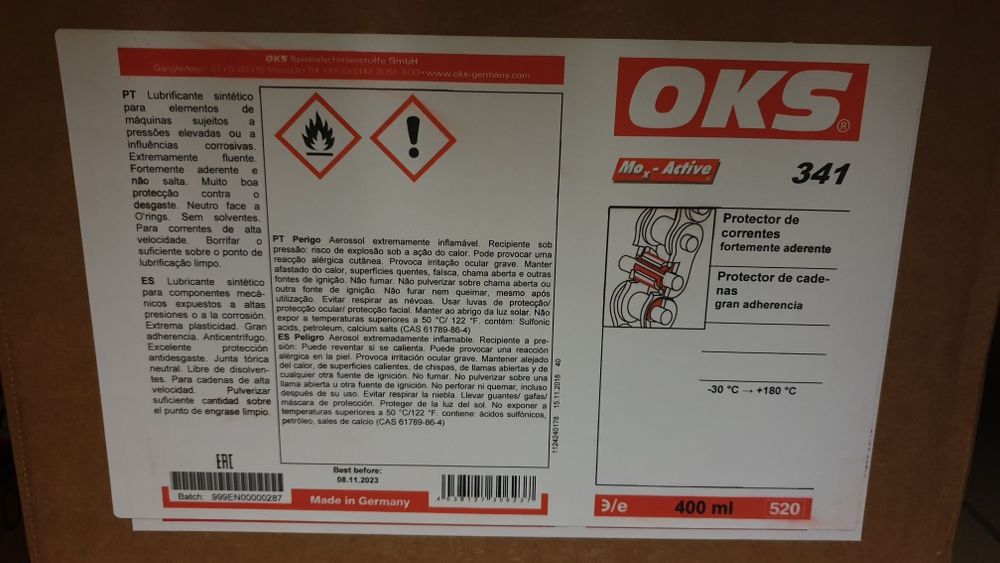 OKS Spezialschmierstoffe GmbH
www.oks-germany.com
PT Lubrificante sintético
para elementos de
máquinas sujeitos a
pressões elevadas ou a
influências corrosivas.
Extremamente fluente.
Fortemente aderente e
não salta. Muito boa
protecção contra o
desgaste. Neutro face a
O'rings. Sem solventes.
Para correntes de alta
velocidade. Borrifar o
suficiente sobre o ponto de
lubrificação limpo.
ES Lubricante sintético
para componentes mecá-
nicos expuestos a altas
presiones o a la corrosión.
Extrema plasticidad. Gran
adherencia. Anticentrífugo.
Excelente protección
antidesgaste. Junta tórica
neutral. Libre de disolven-
tes. Para cadenas de alta
velocidad. Pulverizar
suficiente cantidad sobre
el punto de engrase limpio.
EAC
Batch: 999EN00000287
PT Perigo Aerossol extremamente inflamável. Recipiente sob
pressão: risco de explosão sob a ação do calor. Pode provocar uma
reacção alérgica cutânea. Provoca irritação ocular grave. Manter
afastado do calor, superfícies quentes, faísca, chama aberta e outras
fontes de ignição. Não fumar. Não pulverizar sobre chama aberta ou
outra fonte de ignição. Não furar nem queimar, mesmo após
utilização. Evitar respirar as névoas. Usar luvas de protecção/
protecção ocular/ protecção facial. Manter ao abrigo da luz solar. Não
expor a temperaturas superiores a 50 °C/ 122 °F. contém: Sulfonic
acids, petroleum, calcium salts (CAS 61789-86-4)
ES Peligro Aerosol extremadamente inflamable. Recipiente a pre-
sión: Puede reventar si se calienta. Puede provocar una reacción
alérgica en la piel. Provoca irritación ocular grave. Mantener alejado
del calor, de superficies calientes, de chispas, de llamas abiertas y de
cualquier otra fuente de ignición. No fumar. No pulverizar sobre una
llama abierta u otra fuente de ignición. No perforar ni quemar, incluso
después de su uso. Evitar respirar la niebla. Llevar guantes/ gafas/
máscara de protección. Proteger de la luz del sol. No exponer a
temperaturas superiores a 50 °C/122 °F. contiene: ácidos sulfónicos,
petróleo, sales de calcio (CAS 61789-86-4)
1124240178 15.11.2018 40
Best before:
08.11.2023
Made in Germany
OKS®
Mox-Active
341
Protector de
correntes
fortemente aderente
Protector de cade-
nas
gran adherencia
-30 °C → +180 °C
϶/e
400 ml
520